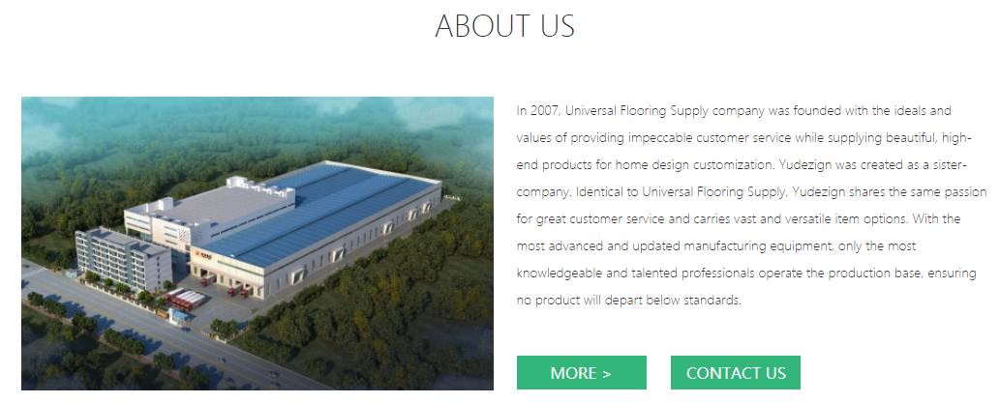 ABOUT US
In 2007, Universal Flooring Supply company was founded with the ideals and
values of providing impeccable customer service while supplying beautiful, high-
end products for home design customization. Yudezign was created as a sister-
company. Identical to Universal Flooring Supply, Yudezign shares the same passion
for great customer service and carries vast and versatile item options. With the
most advanced and updated manufacturing equipment, only the most
knowledgeable and talented professionals operate the production base, ensuring
no product will depart below standards.
MORE >
CONTACT US